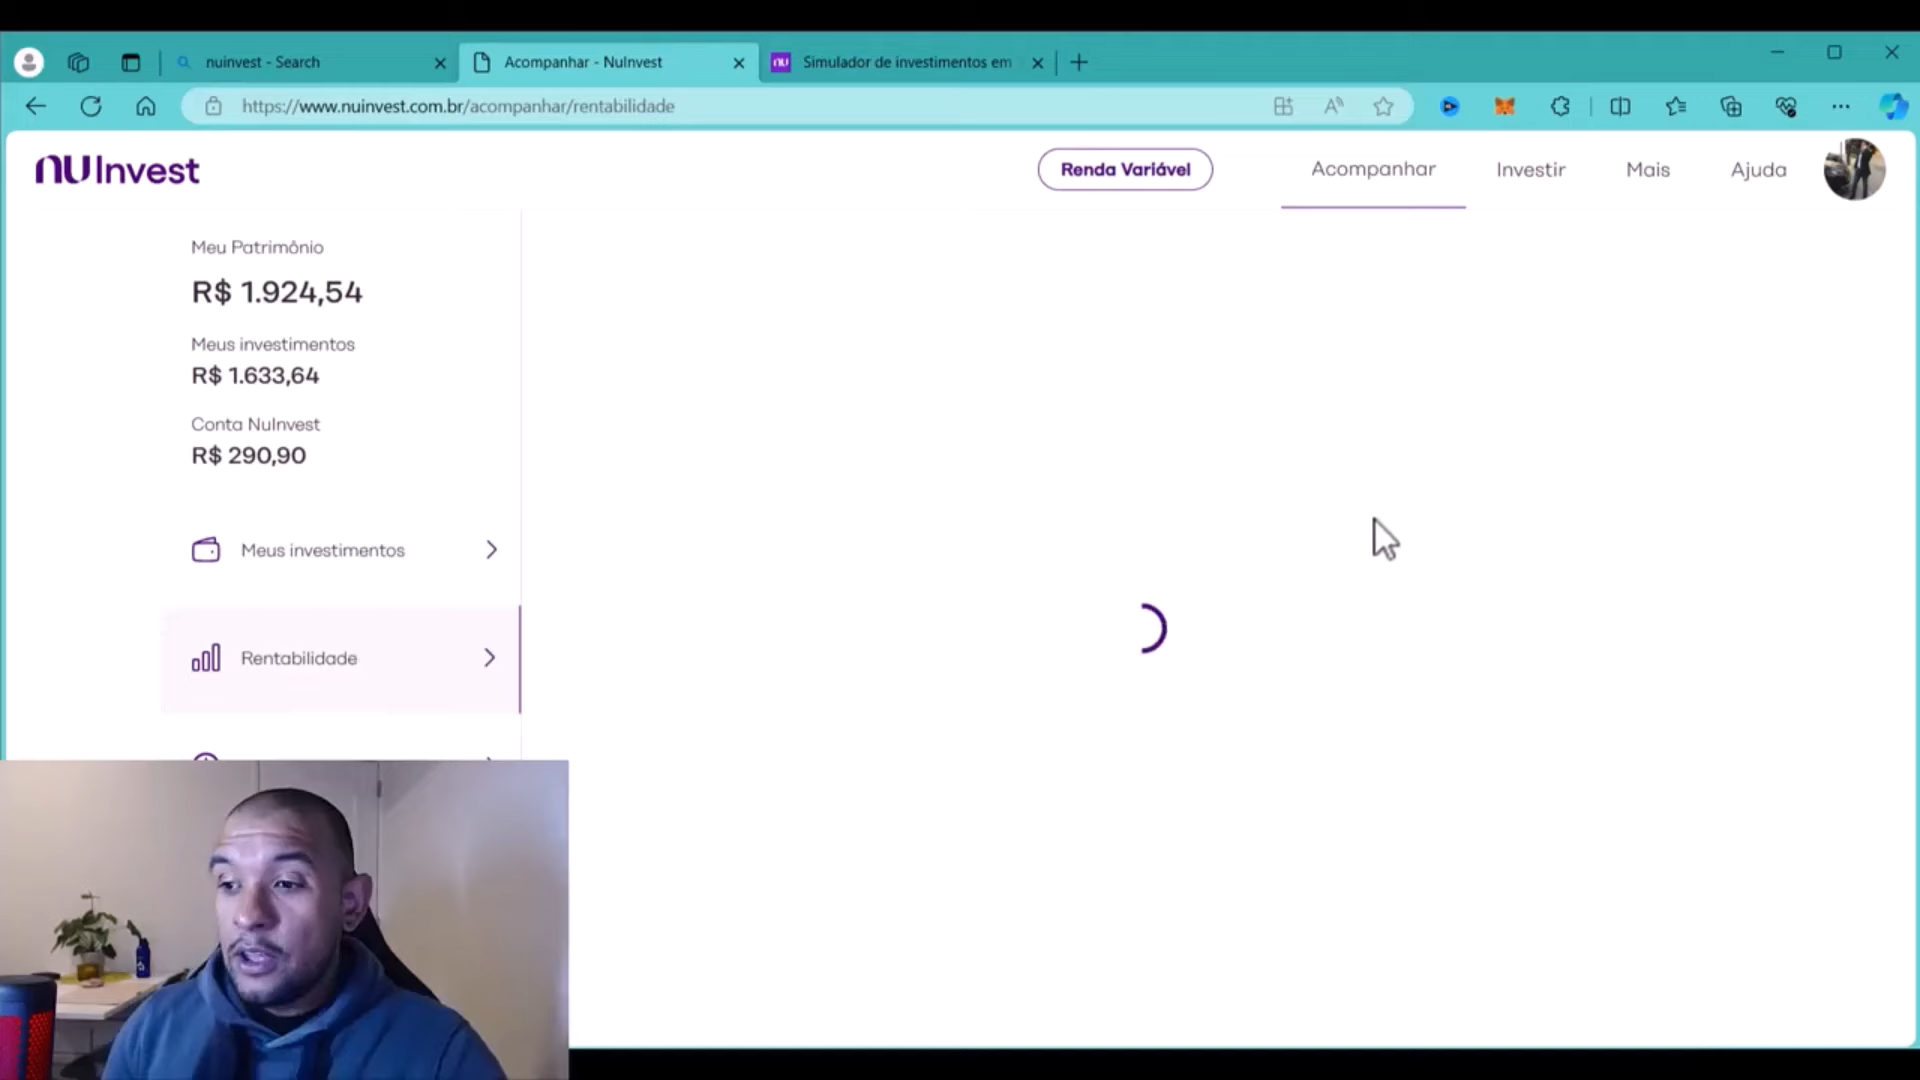 nuinvest - Search
Acompanhar - NuInvest
nu
Simulador de investimentos em
https://www.nuinvest.com.br/acompanhar/rentabilidade
nu Invest
Renda Variável
Acompanhar
Investir
Mais
Ajuda
Meu Patrimônio
R$ 1.924,54
Meus investimentos
R$ 1.633,64
Conta NuInvest
R$ 290,90
Meus investimentos
Rentabilidade